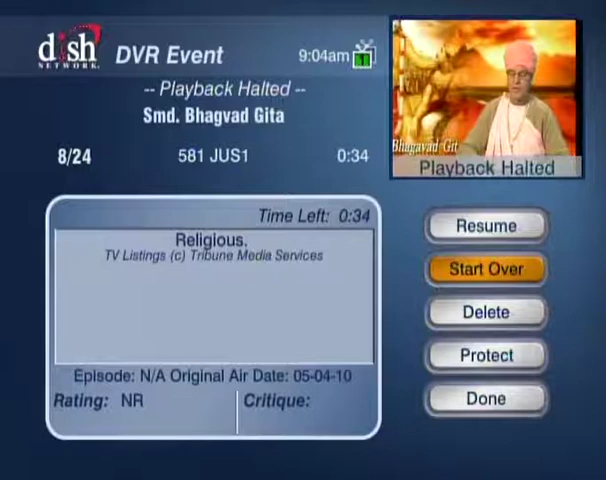 dish
NETWORK
DVR Event
9:04am
1
-- Playback Halted --
Smd. Bhagvad Gita
8/24 581 JUS1 0:34
Bhagavad Git
Playback Halted
Time Left: 0:34
Religious.
TV Listings (c) Tribune Media Services
Episode: N/A Original Air Date: 05-04-10
Rating: NR Critique:
Resume
Start Over
Delete
Protect
Done